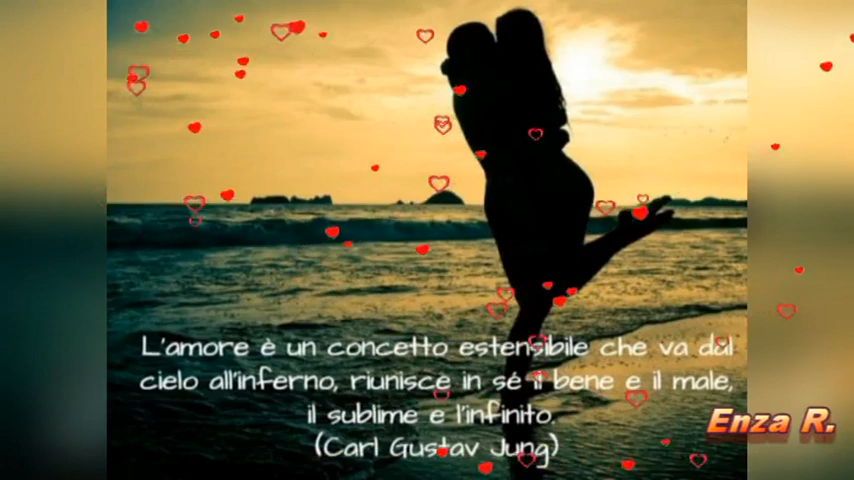 L'amore è un concetto estensibile che va dal
cielo all'inferno, riunisce in sé il bene e il male,
il sublime e l'infinito.
(Carl Gustav Jung)
Enza R.